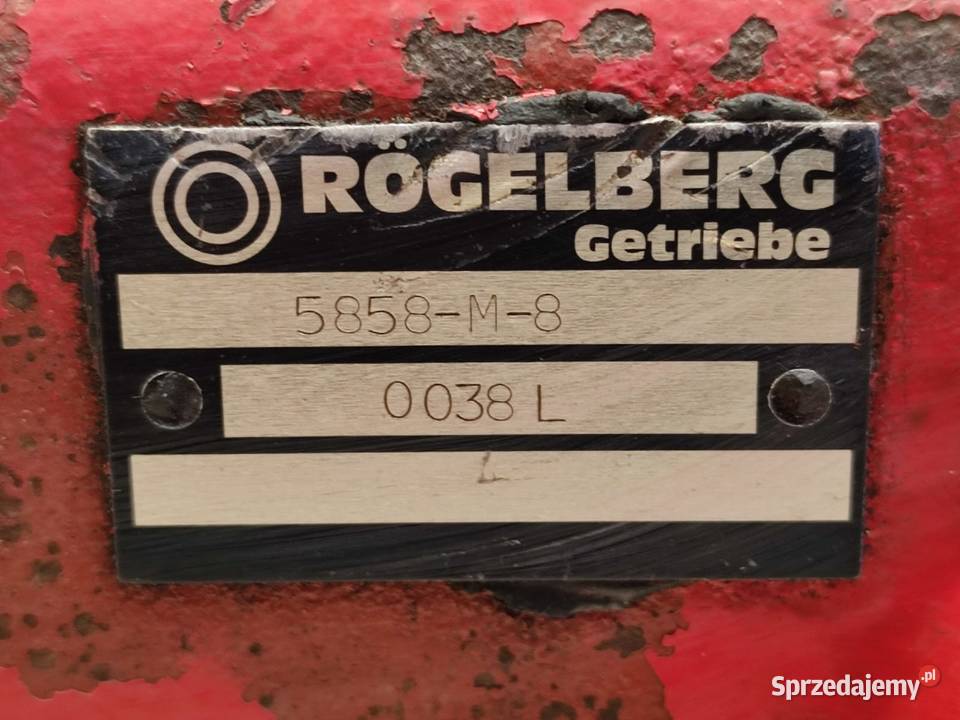 RÖGELBERG
Getriebe
5858-M-8
0038 L
Sprzedajemy.pl